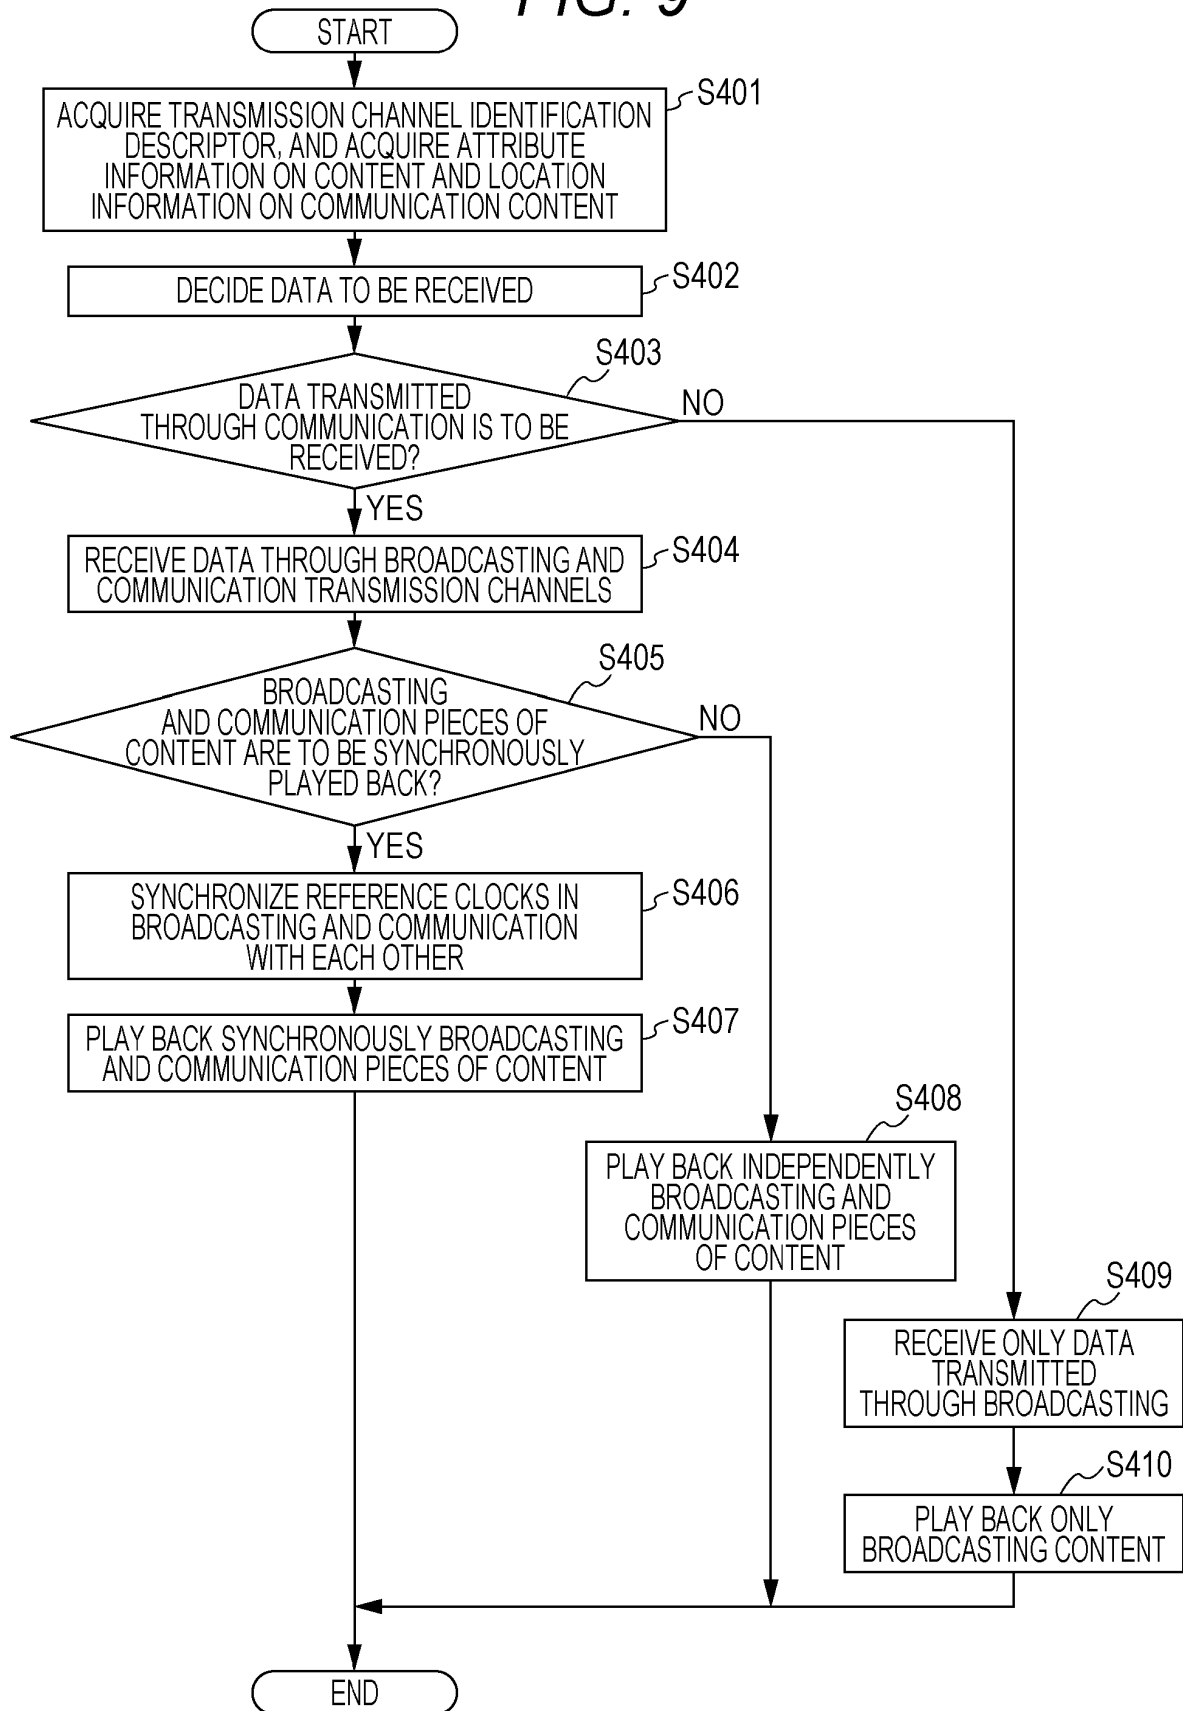 FIG. 9
START
S401
ACQUIRE TRANSMISSION CHANNEL IDENTIFICATION
DESCRIPTOR, AND ACQUIRE ATTRIBUTE
INFORMATION ON CONTENT AND LOCATION
INFORMATION ON COMMUNICATION CONTENT
S402
DECIDE DATA TO BE RECEIVED
S403
DATA TRANSMITTED
THROUGH COMMUNICATION IS TO BE
RECEIVED?
NO
YES
S404
RECEIVE DATA THROUGH BROADCASTING AND
COMMUNICATION TRANSMISSION CHANNELS
S405
BROADCASTING
AND COMMUNICATION PIECES OF
CONTENT ARE TO BE SYNCHRONOUSLY
PLAYED BACK?
NO
YES
S406
SYNCHRONIZE REFERENCE CLOCKS IN
BROADCASTING AND COMMUNICATION
WITH EACH OTHER
S407
PLAY BACK SYNCHRONOUSLY BROADCASTING
AND COMMUNICATION PIECES OF CONTENT
S408
PLAY BACK INDEPENDENTLY
BROADCASTING AND
COMMUNICATION PIECES
OF CONTENT
S409
RECEIVE ONLY DATA
TRANSMITTED
THROUGH BROADCASTING
S410
PLAY BACK ONLY
BROADCASTING CONTENT
END